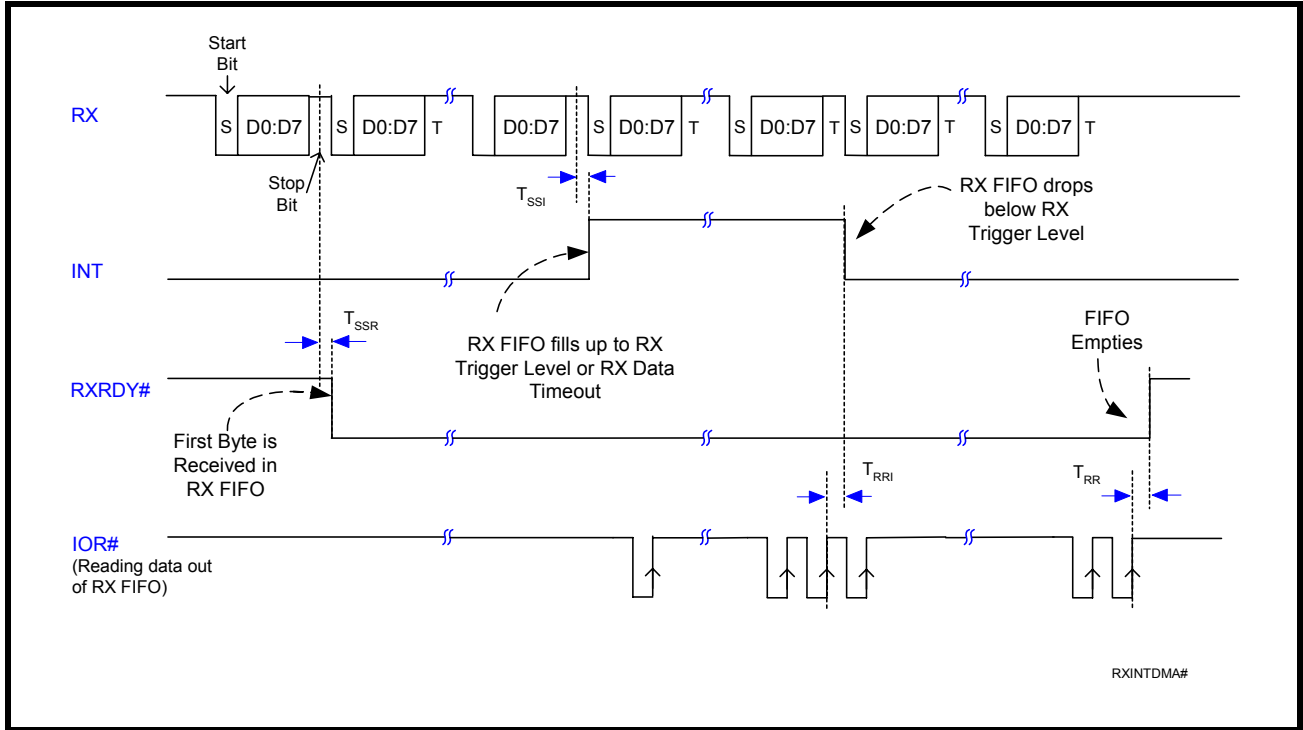 Start
Bit
RX
S
D0:D7
S
D0:D7
T
D0:D7
S
D0:D7
T
S
D0:D7
T
S
D0:D7
T
S
D0:D7
T
Stop
Bit
TSSI
RX FIFO drops
below RX
Trigger Level
INT
TSSR
RX FIFO fills up to RX
Trigger Level or RX Data
Timeout
FIFO
Empties
RXRDY#
First Byte is
Received in
RX FIFO
TRRI
TRR
IOR#
(Reading data out
of RX FIFO)
RXINTDMA#